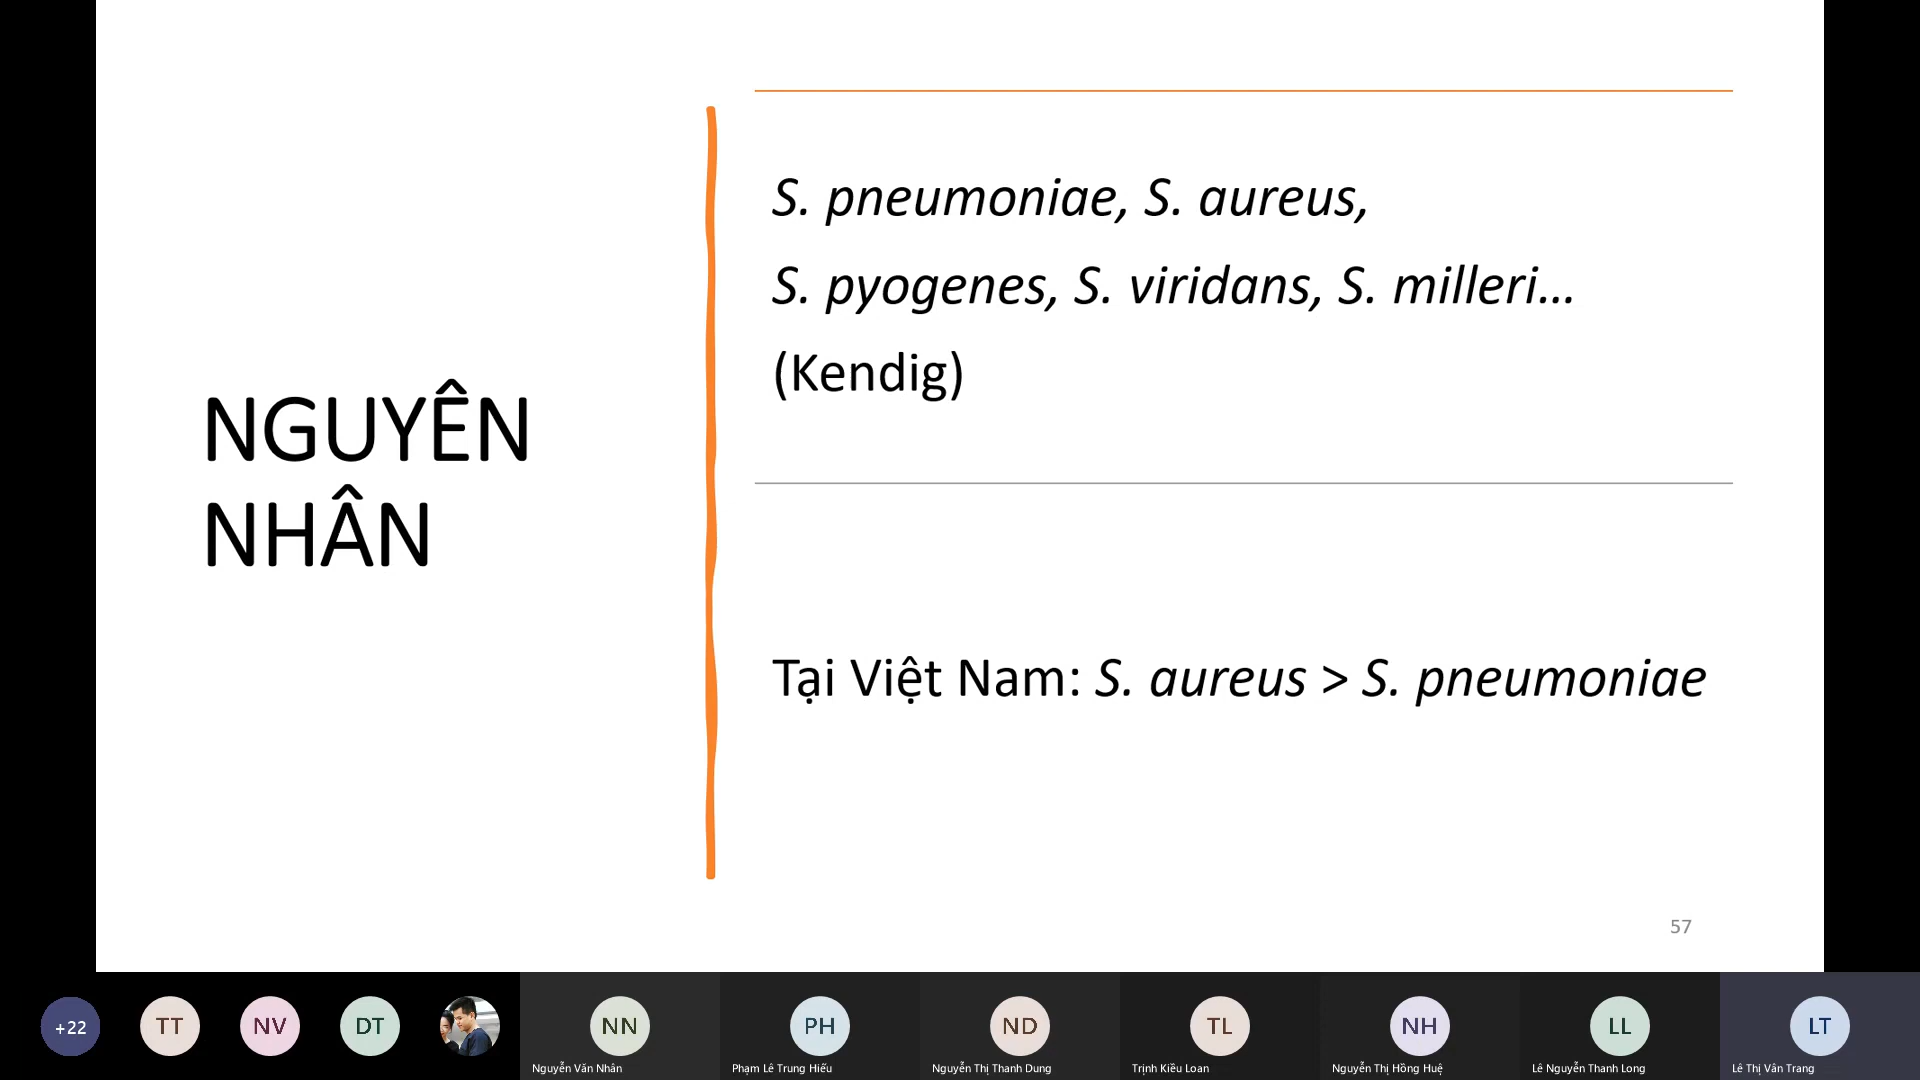 NGUYÊN
NHÂN
S. pneumoniae, S. aureus,
S. pyogenes, S. viridans, S. milleri...
(Kendig)
Tại Việt Nam: S. aureus > S. pneumoniae
57
+22
TT
NV
DT
NN
PH
ND
TL
NH
LL
LT
Nguyễn Văn Nhân
Phạm Lê Trung Hiếu
Nguyễn Thị Thanh Dung
Trịnh Kiều Loan
Nguyễn Thị Hồng Huệ
Lê Nguyễn Thanh Long
Lê Thị Vân Trang